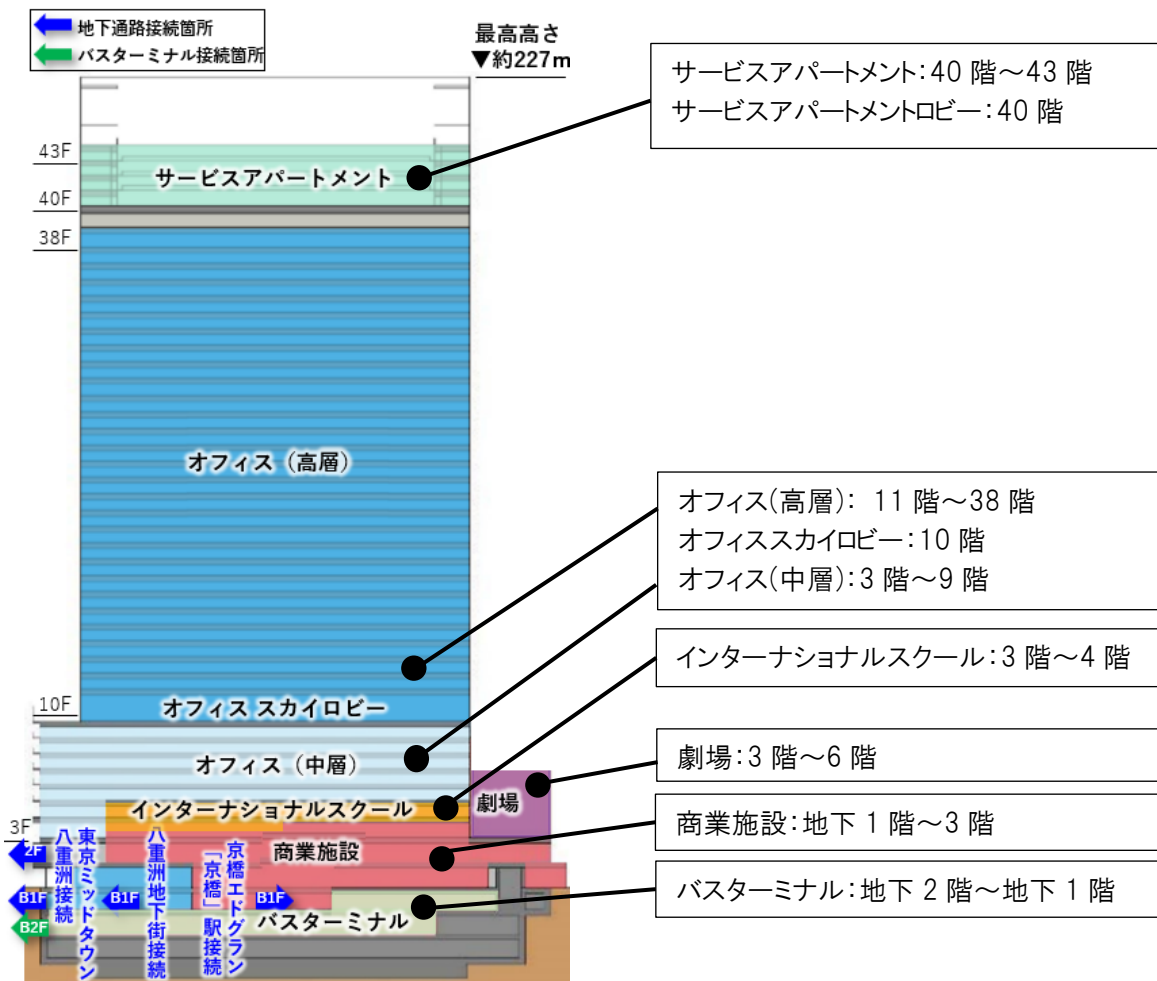 地下通路接続箇所
バスターミナル接続箇所
最高高さ
▼約227m
サービスアパートメント：40 階～43 階
サービスアパートメントロビー：40 階
43F
サービスアパートメント
40F
38F
オフィス（高層）
オフィス(高層)： 11 階～38 階
オフィススカイロビー：10 階
オフィス(中層)：3 階～9 階
インターナショナルスクール：3 階～4 階
10F
オフィス スカイロビー
オフィス（中層）
劇場：3 階～6 階
インターナショナルスクール
劇場
3F
商業施設：地下 1 階～3 階
2F
商業施設
バスターミナル：地下 2 階～地下 1 階
B1F
B1F
B1F
バスターミナル
B2F
東京ミッドタウン
八重洲接続
八重洲地下街接続
京橋エドグラン
「京橋」駅接続